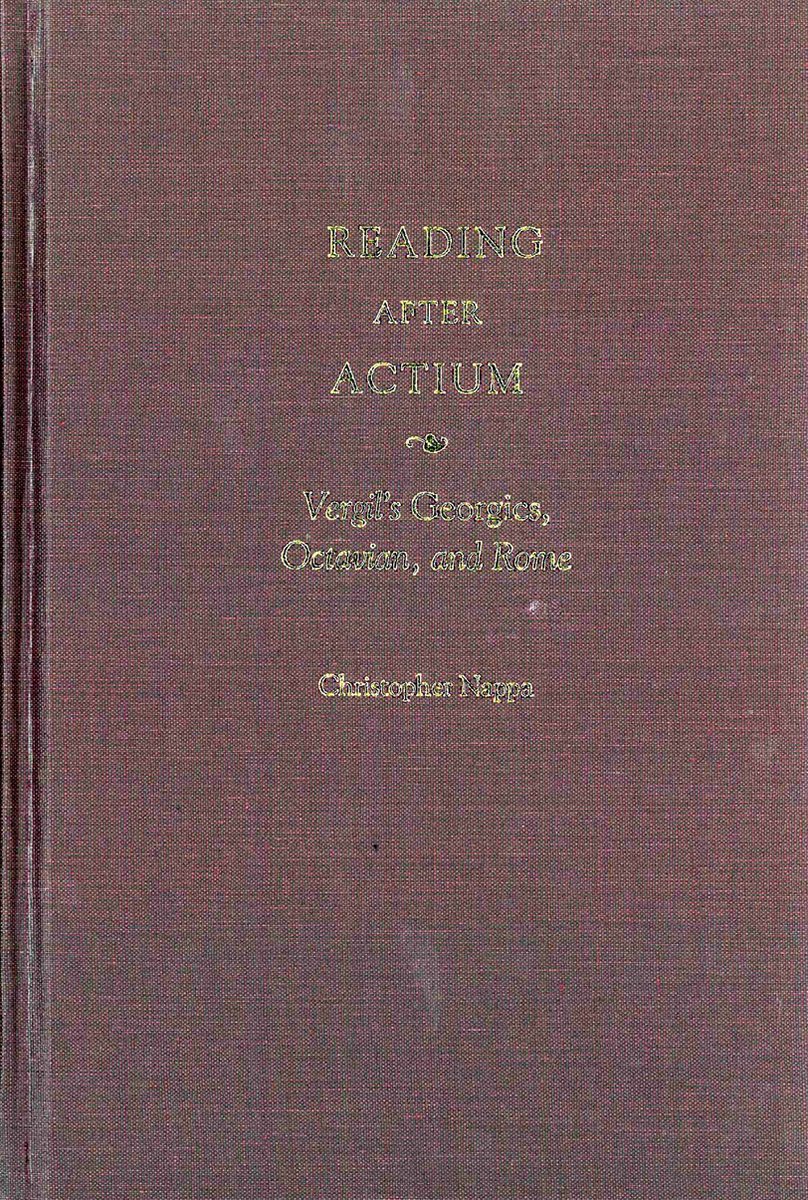 READING
AFTER
ACTIUM
Vergil's Georgics,
Octavian, and Rome
Christopher Nappa